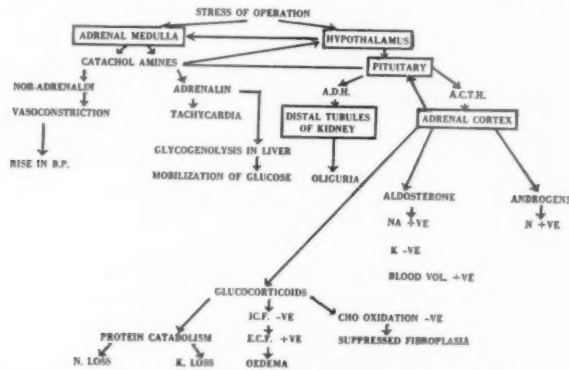 STRESS OF OPERATION
ADRENAL MEDULLA
HYPOTHALAMUS
CATACHOL AMINES
PITUITARY
NOR-ADRENALIN
ADRENALIN
A.D.H.
A.C.T.H.
VASOCONSTRICTION
TACHYCARDIA
DISTAL TUBULES
OF KIDNEY
ADRENAL CORTEX
GLYCOGENOLYSIS IN LIVER
RISE IN B.P.
MOBILIZATION OF GLUCOSE
OLIGURIA
ALDOSTERONE
ANDROGENS
NA +VE
N +VE
K -VE
BLOOD VOL. +VE
GLUCOCORTICOIDS
I.C.F. -VE
CHO OXIDATION -VE
PROTEIN CATABOLISM
E.C.F. +VE
SUPPRESSED FIBROPLASIA
N. LOSS
K. LOSS
OEDEMA